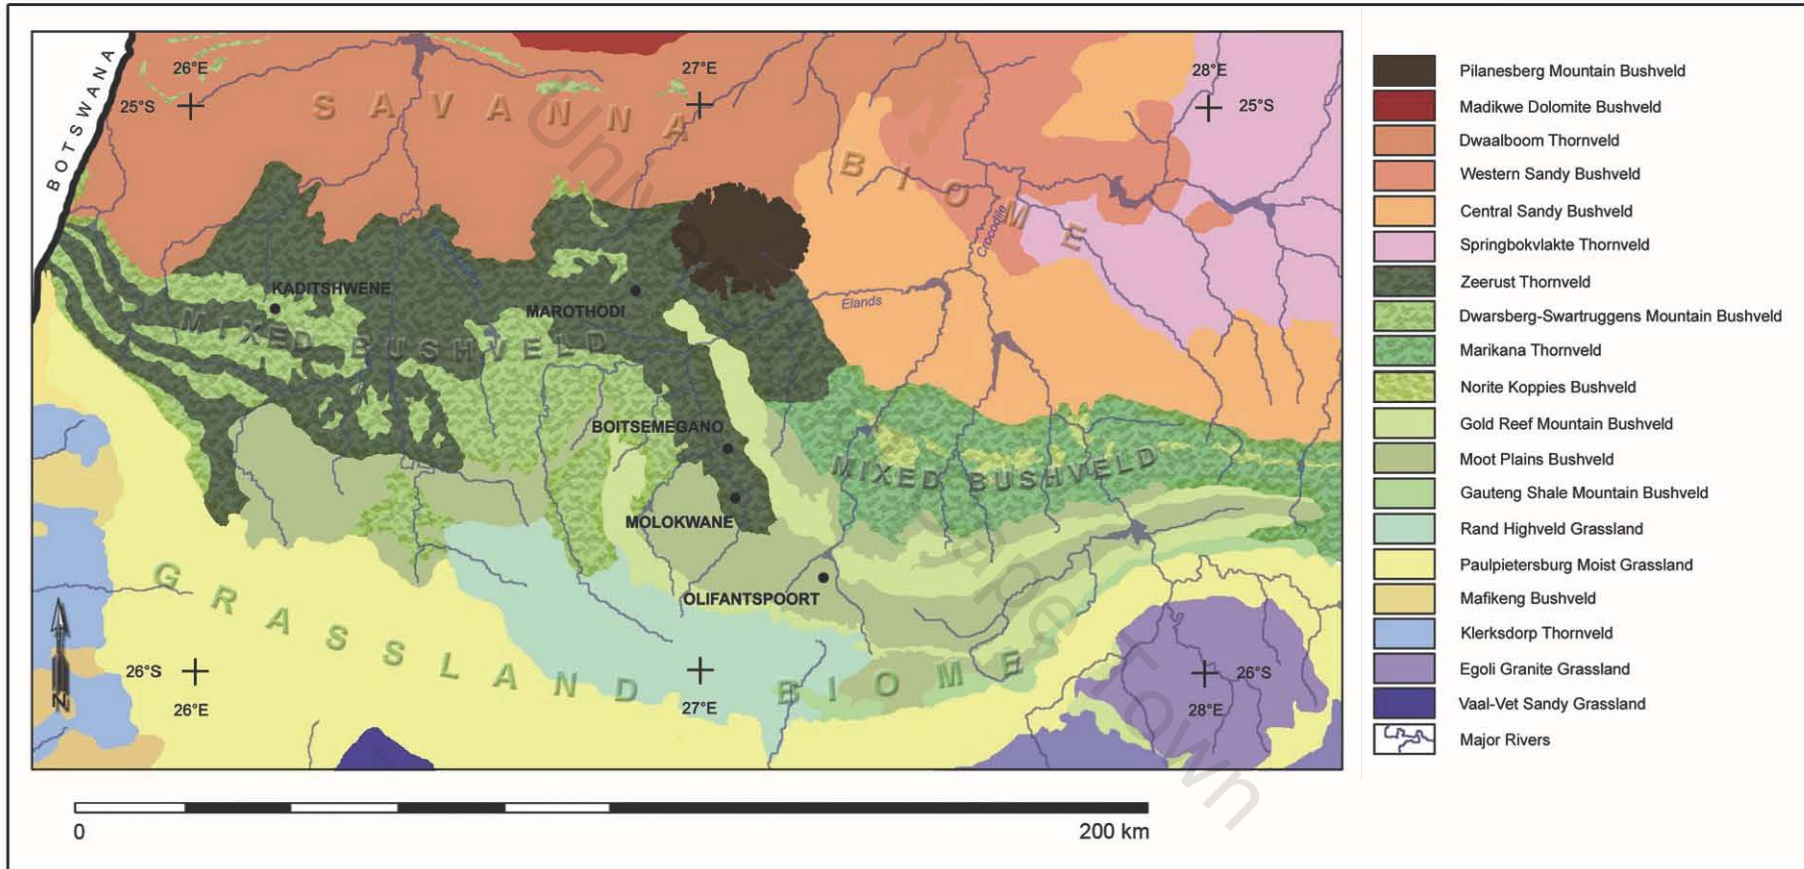 BOTSWANA
26°E
27°E
28°E
25°S
25°S
SAVANNA
BIOME
Crocodile
Elands
KADITSHWENE
MAROTHODI
MIXED BUSHVELD
BOITSEMEGANO
MIXED BUSHVELD
MOLOKWANE
OLIFANTSPOORT
GRASSLAND BIOME
26°S
26°S
26°E
27°E
28°E
N
0
200 km
Pilanesberg Mountain Bushveld
Madikwe Dolomite Bushveld
Dwaalboom Thornveld
Western Sandy Bushveld
Central Sandy Bushveld
Springbokvlakte Thornveld
Zeerust Thornveld
Dwarsberg-Swartruggens Mountain Bushveld
Marikana Thornveld
Norite Koppies Bushveld
Gold Reef Mountain Bushveld
Moot Plains Bushveld
Gauteng Shale Mountain Bushveld
Rand Highveld Grassland
Paulpietersburg Moist Grassland
Mafikeng Bushveld
Klerksdorp Thornveld
Egoli Granite Grassland
Vaal-Vet Sandy Grassland
Major Rivers